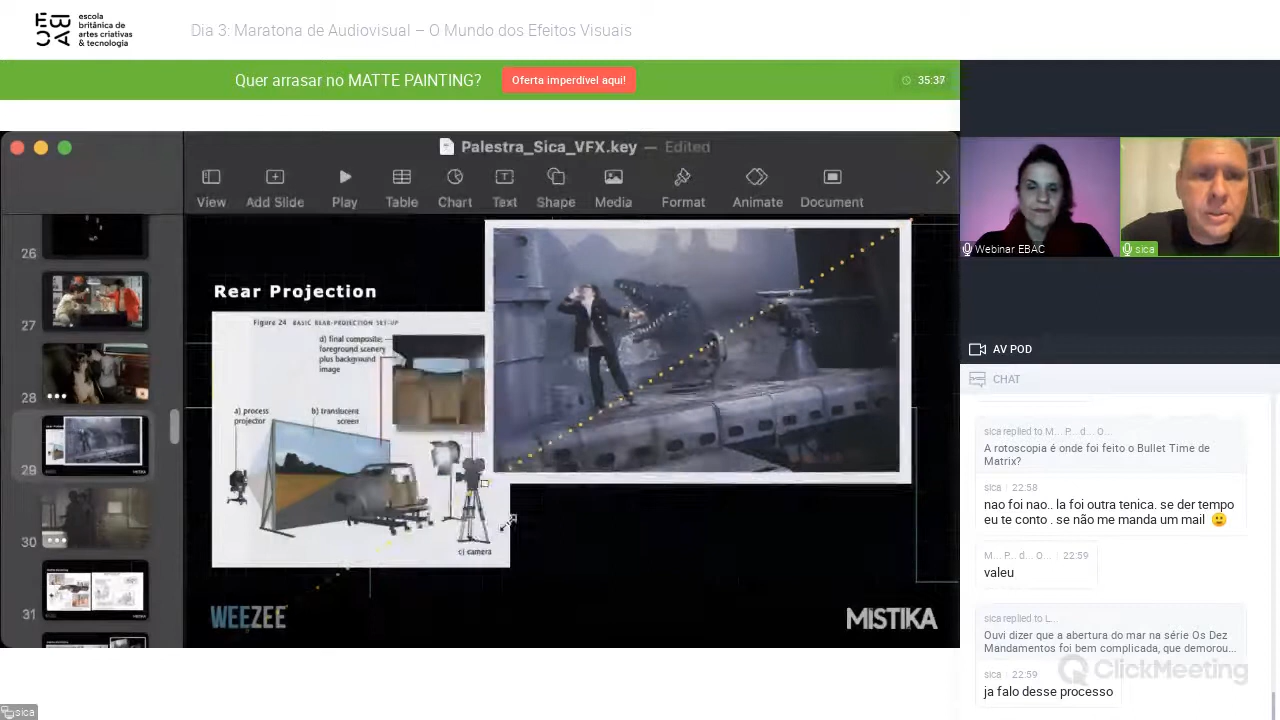 escola
britânica de
artes criativas
& tecnologia
Dia 3: Maratona de Audiovisual – O Mundo dos Efeitos Visuais
Quer arrasar no MATTE PAINTING?
Oferta imperdível aqui!
35:37
Palestra_Sica_VFX.key — Edited
View
Add Slide
Play
Table
Chart
Text
Shape
Media
Format
Animate
Document
26
27
28
29
30
31
Rear Projection
Figure 24 BASIC REAR-PROJECTION SET-UP
d) final composite:
foreground scenery
plus background
image
a) process
projector
b) translucent
screen
c) camera
WEEZEE
MISTIKA
Webinar EBAC
sica
AV POD
CHAT
sica replied to M... P... d... O...
A rotoscopia é onde foi feito o Bullet Time de
Matrix?
sica 22:58
nao foi nao.. la foi outra tenica. se der tempo
eu te conto . se não me manda um mail 🙂
M... P... d... O... 22:59
valeu
sica replied to L...
Ouvi dizer que a abertura do mar na série Os Dez
Mandamentos foi bem complicada, que demorou...
sica 22:59
ja falo desse processo
ClickMeeting
sica